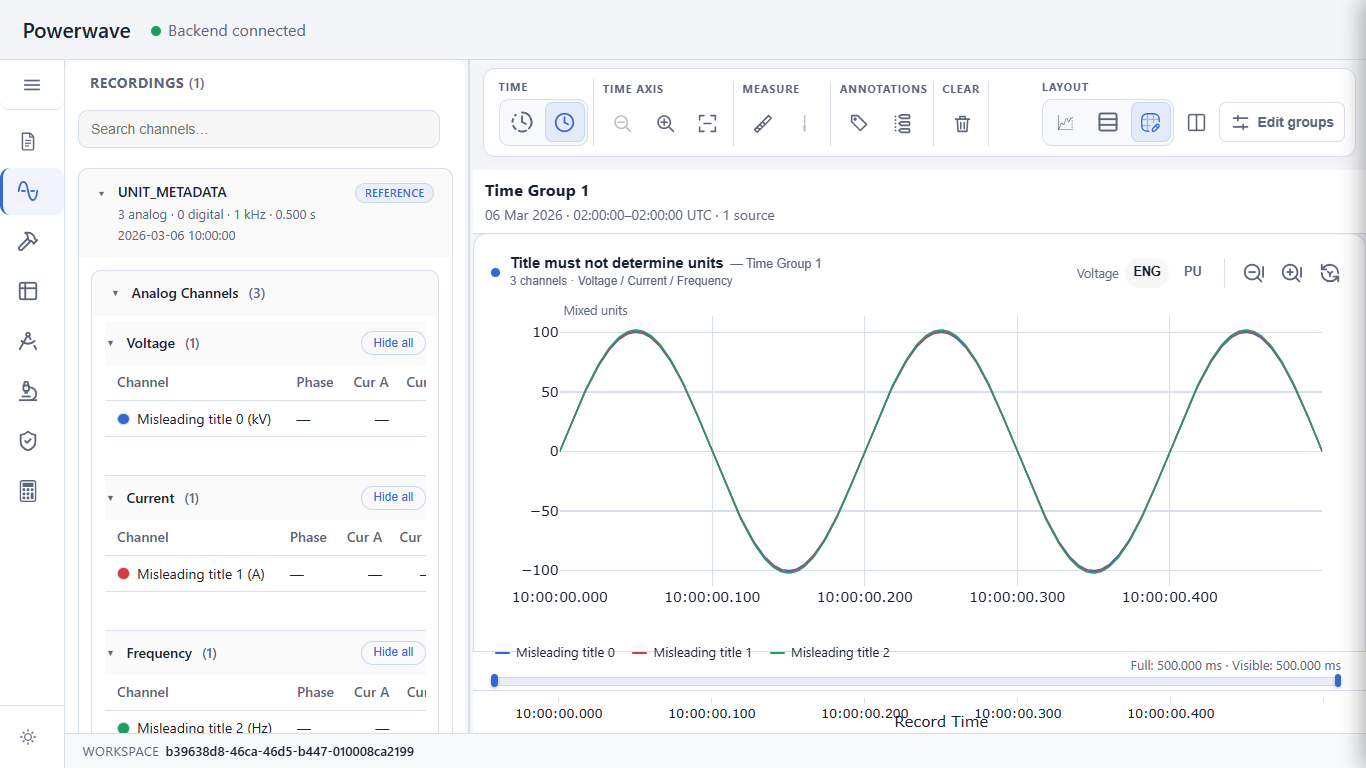 Powerwave
Backend connected
RECORDINGS (1)
Search channels…
UNIT_METADATA
REFERENCE
3 analog · 0 digital · 1 kHz · 0.500 s
2026-03-06 10:00:00
Analog Channels (3)
Voltage (1)
Hide all
Channel Phase Cur A Cur
Misleading title 0 (kV) — —
Current (1)
Hide all
Channel Phase Cur A Cur
Misleading title 1 (A) — — –
Frequency (1)
Hide all
Channel Phase Cur A Cu
Misleading title 2 (Hz) — —
TIME
TIME AXIS
MEASURE
ANNOTATIONS
CLEAR
LAYOUT
Edit groups
Time Group 1
06 Mar 2026 · 02:00:00–02:00:00 UTC · 1 source
Title must not determine units — Time Group 1
3 channels · Voltage / Current / Frequency
Voltage ENG PU
Mixed units
100
50
0
−50
−100
10:00:00.000 10:00:00.100 10:00:00.200 10:00:00.300 10:00:00.400
Misleading title 0 Misleading title 1 Misleading title 2
Full: 500.000 ms · Visible: 500.000 ms
10:00:00.000 10:00:00.100 10:00:00.200 10:00:00.300 10:00:00.400
Record Time
WORKSPACE b39638d8-46ca-46d5-b447-010008ca2199